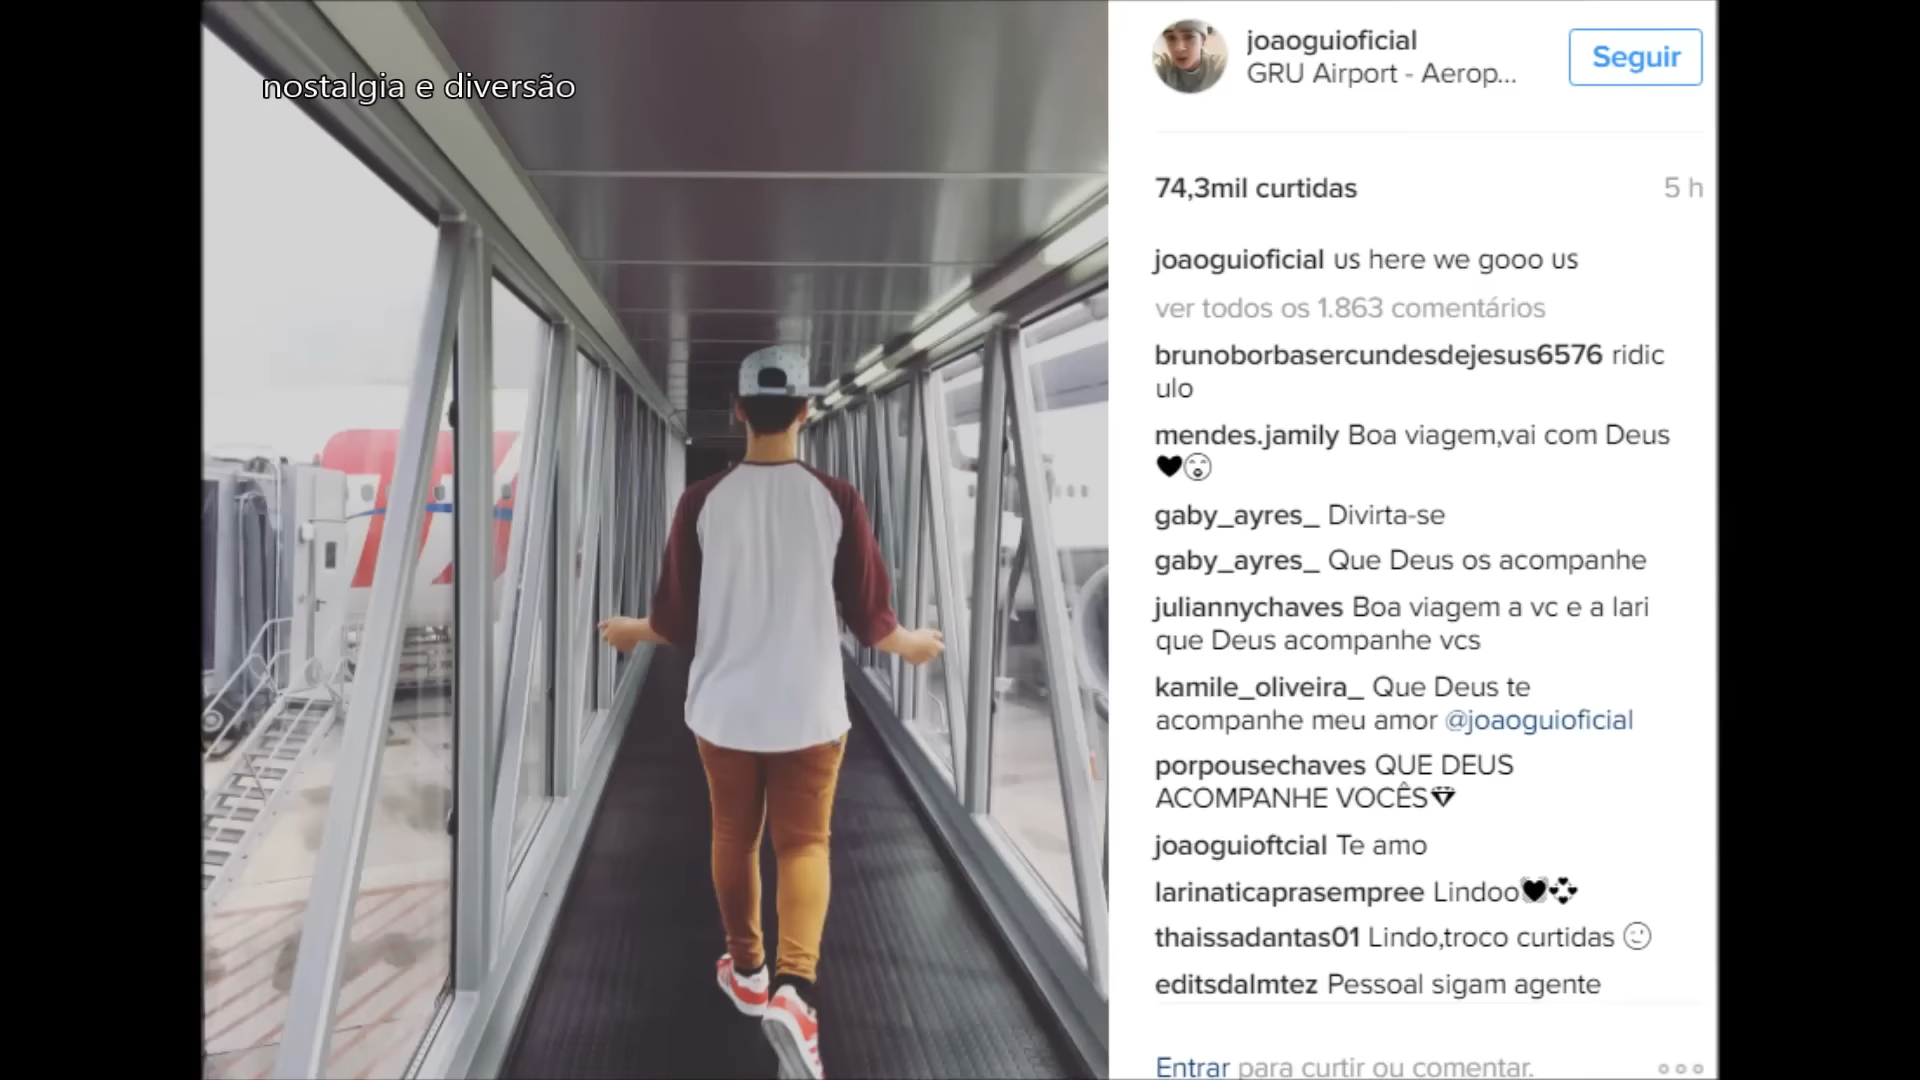 nostalgia e diversão
joaoguioficial
GRU Airport - Aerop...
Seguir
74,3mil curtidas
5 h
joaoguioficial us here we gooo us
ver todos os 1.863 comentários
brunoborbasercundesdejesus6576 ridic
ulo
mendes.jamily Boa viagem,vai com Deus
gaby_ayres_ Divirta-se
gaby_ayres_ Que Deus os acompanhe
juliannychaves Boa viagem a vc e a lari
que Deus acompanhe vcs
kamile_oliveira_ Que Deus te
acompanhe meu amor @joaoguioficial
porpousechaves QUE DEUS
ACOMPANHE VOCÊS
joaoguioftcial Te amo
larinaticaprasempree Lindoo
thaissadantas01 Lindo,troco curtidas
editsdalmtez Pessoal sigam agente
Entrar para curtir ou comentar.